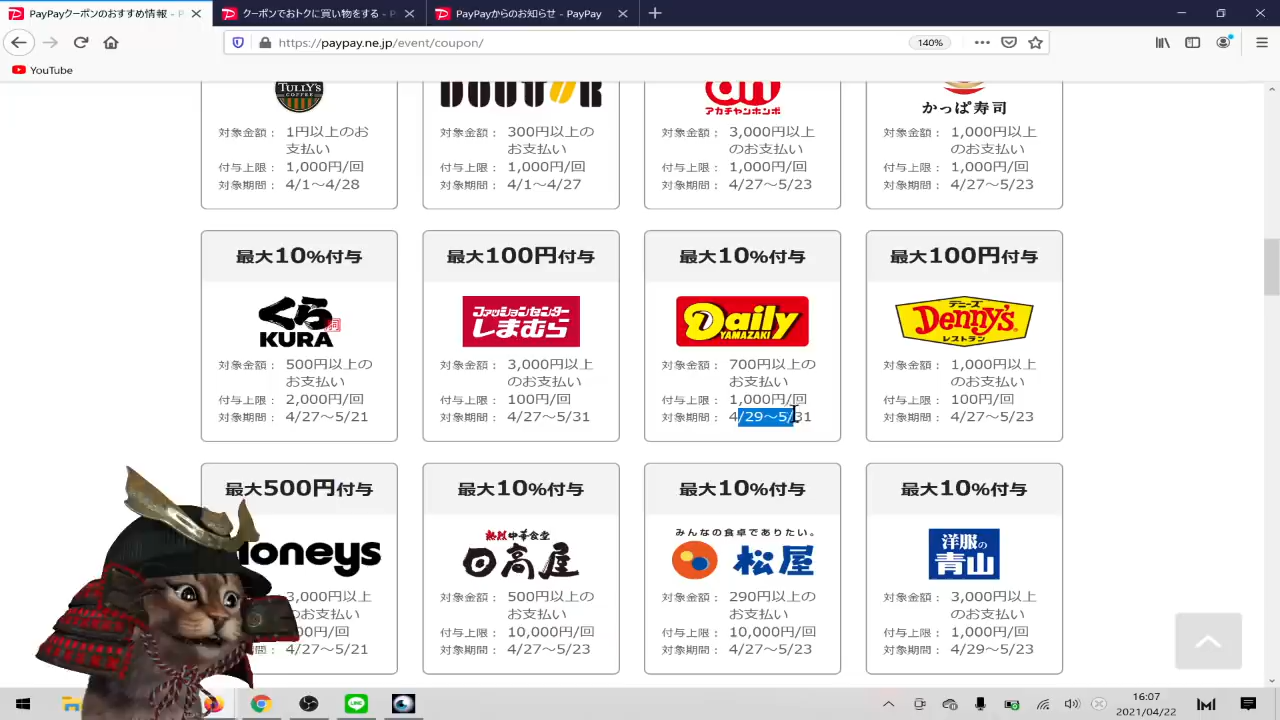 PayPayクーポンのおすすめ情報 - P
クーポンでおトクに買い物をする - P
PayPayからのお知らせ - PayPay
https://paypay.ne.jp/event/coupon/
140%
YouTube
TULLY'S
COFFEE
対象金額： 1円以上のお
支払い
付与上限： 1,000円/回
対象期間： 4/1～4/28
DOUTOR
対象金額： 300円以上の
お支払い
付与上限： 1,000円/回
対象期間： 4/1～4/27
アカチャンホンポ
対象金額： 3,000円以上
のお支払い
付与上限： 1,000円/回
対象期間： 4/27～5/23
かっぱ寿司
対象金額： 1,000円以上
のお支払い
付与上限： 1,000円/回
対象期間： 4/27～5/23
最大10%付与
くら
KURA
対象金額： 500円以上の
お支払い
付与上限： 2,000円/回
対象期間： 4/27～5/21
最大100円付与
ファッションセンター
しまむら
対象金額： 3,000円以上
のお支払い
付与上限： 100円/回
対象期間： 4/27～5/31
最大10%付与
Daily
YAMAZAKI
対象金額： 700円以上の
お支払い
付与上限： 1,000円/回
対象期間： 4/29～5/31
最大100円付与
デニーズ
Denny's
レストラン
対象金額： 1,000円以上
のお支払い
付与上限： 100円/回
対象期間： 4/27～5/23
最大500円付与
oneys
3,000円以上
のお支払い
00円/回
間： 4/27～5/21
最大10%付与
熱烈中華食堂
日高屋
対象金額： 500円以上の
お支払い
付与上限： 10,000円/回
対象期間： 4/27～5/23
最大10%付与
みんなの食卓でありたい。
松屋
対象金額： 290円以上の
お支払い
付与上限： 10,000円/回
対象期間： 4/27～5/23
最大10%付与
洋服の
青山
対象金額： 3,000円以上
のお支払い
付与上限： 1,000円/回
対象期間： 4/29～5/23
LINE
16:07
2021/04/22